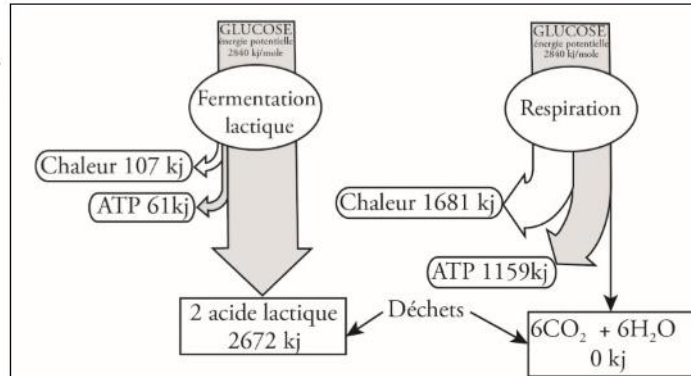 GLUCOSE
énergie potentielle
2840 kj/mole
Fermentation
lactique
Chaleur 107 kj
ATP 61kj
2 acide lactique
2672 kj
Déchets
GLUCOSE
énergie potentielle
2840 kj/mole
Respiration
Chaleur 1681 kj
ATP 1159kj
6CO₂ + 6H₂O
0 kj